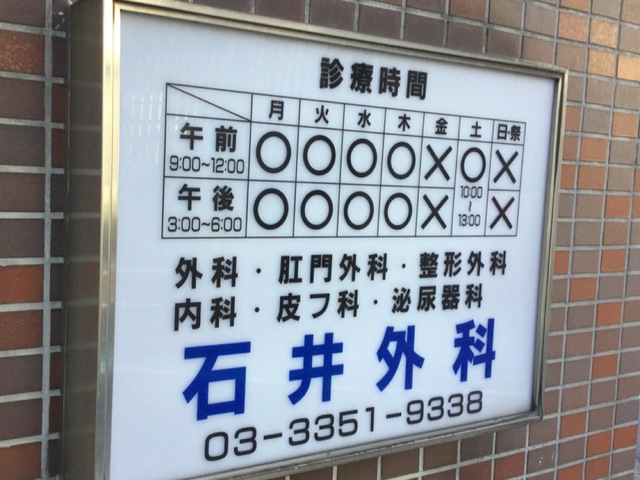 診療時間
月 火 水 木 金 土 日・祭
午前 9:00~12:00 ○ ○ ○ ○ × ○ ×
午後 3:00~6:00 ○ ○ ○ ○ × 10:00~13:00 ×
外科・肛門外科・整形外科
内科・皮フ科・泌尿器科
石井外科
03-3351-9338